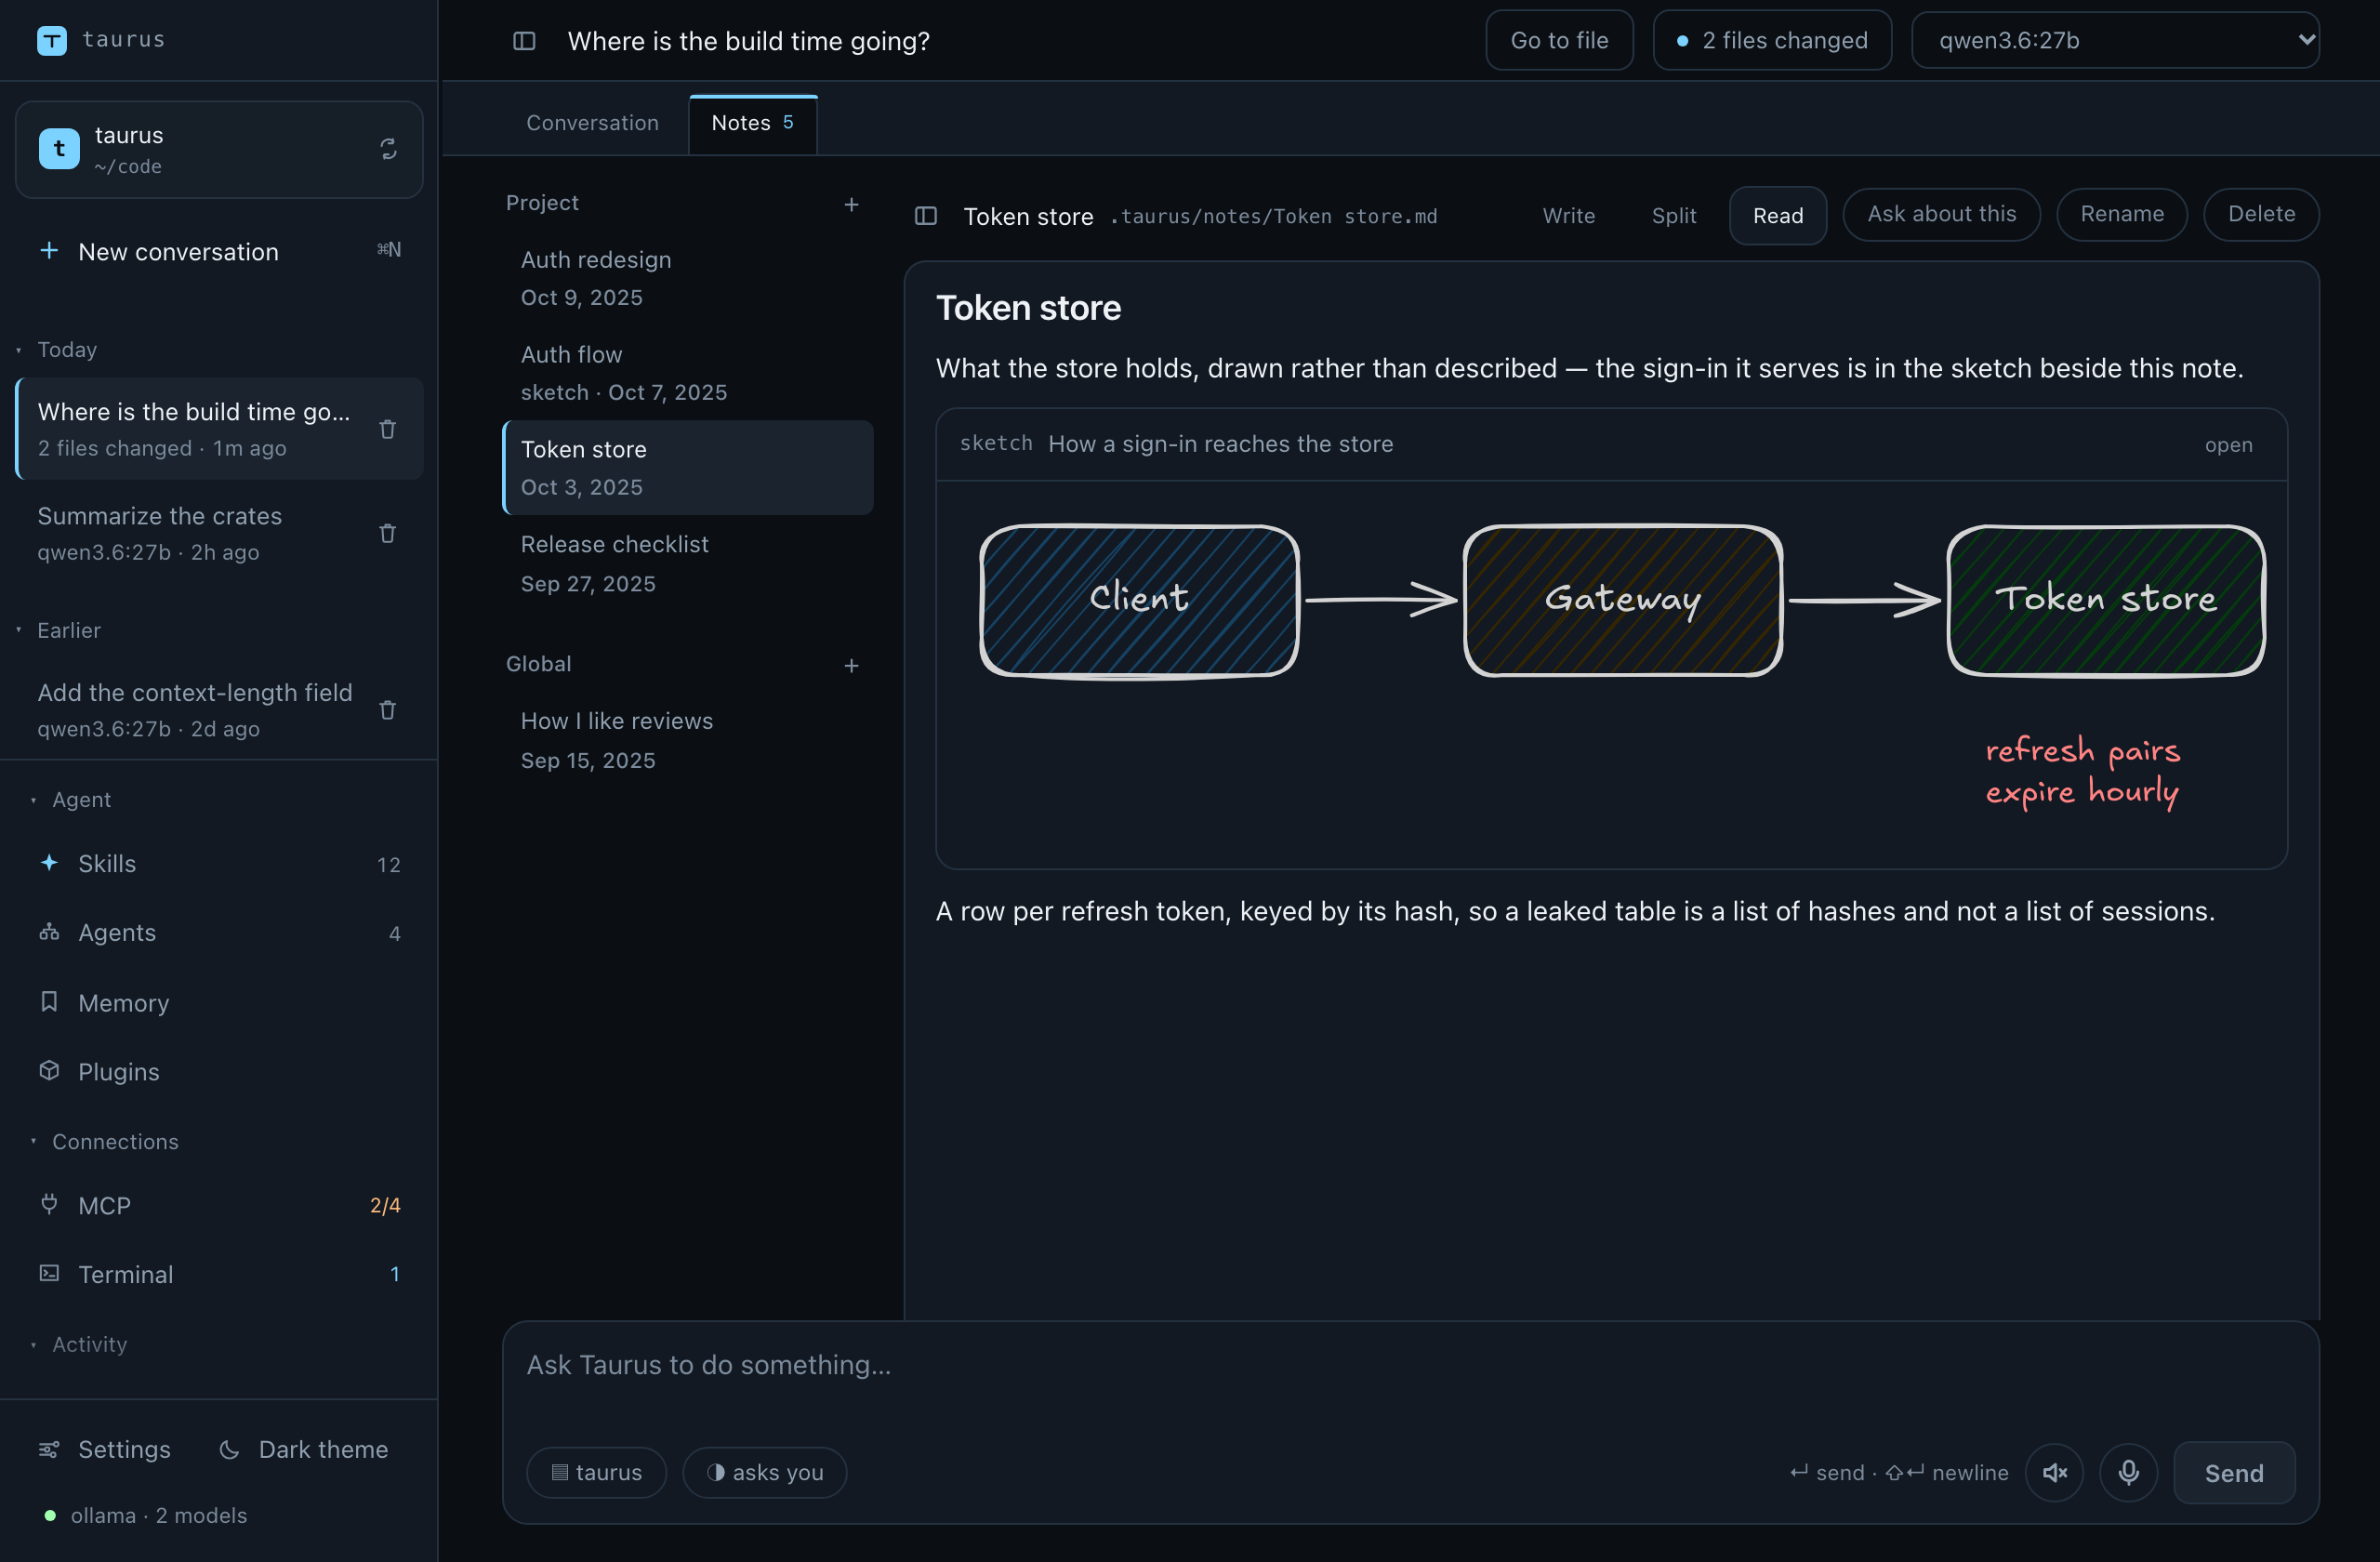 taurus
t
taurus
~/code
New conversation ⌘N
Today
Where is the build time go...
2 files changed · 1m ago
Summarize the crates
qwen3.6:27b · 2h ago
Earlier
Add the context-length field
qwen3.6:27b · 2d ago
Agent
Skills 12
Agents 4
Memory
Plugins
Connections
MCP 2/4
Terminal 1
Activity
Settings Dark theme
ollama · 2 models
Where is the build time going?
Go to file
2 files changed
qwen3.6:27b
Conversation
Notes 5
Project +
Auth redesign
Oct 9, 2025
Auth flow
sketch · Oct 7, 2025
Token store
Oct 3, 2025
Release checklist
Sep 27, 2025
Global +
How I like reviews
Sep 15, 2025
Token store .taurus/notes/Token store.md
Write Split Read Ask about this Rename Delete
Token store
What the store holds, drawn rather than described — the sign-in it serves is in the sketch beside this note.
sketch How a sign-in reaches the store open
Client
Gateway
Token store
refresh pairs
expire hourly
A row per refresh token, keyed by its hash, so a leaked table is a list of hashes and not a list of sessions.
Ask Taurus to do something...
taurus
asks you
↵ send · ⇧↵ newline
Send